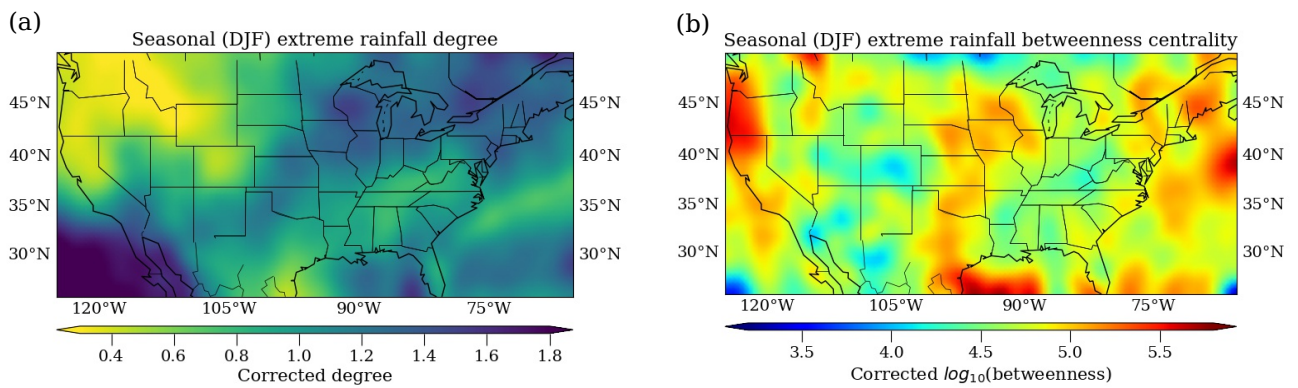 (a)
Seasonal (DJF) extreme rainfall degree
45°N 45°N
40°N 40°N
35°N 35°N
30°N 30°N
120°W 105°W 90°W 75°W
0.4 0.6 0.8 1.0 1.2 1.4 1.6 1.8
Corrected degree
(b)
Seasonal (DJF) extreme rainfall betweenness centrality
45°N 45°N
40°N 40°N
35°N 35°N
30°N 30°N
120°W 105°W 90°W 75°W
3.5 4.0 4.5 5.0 5.5
Corrected log₁₀(betweenness)